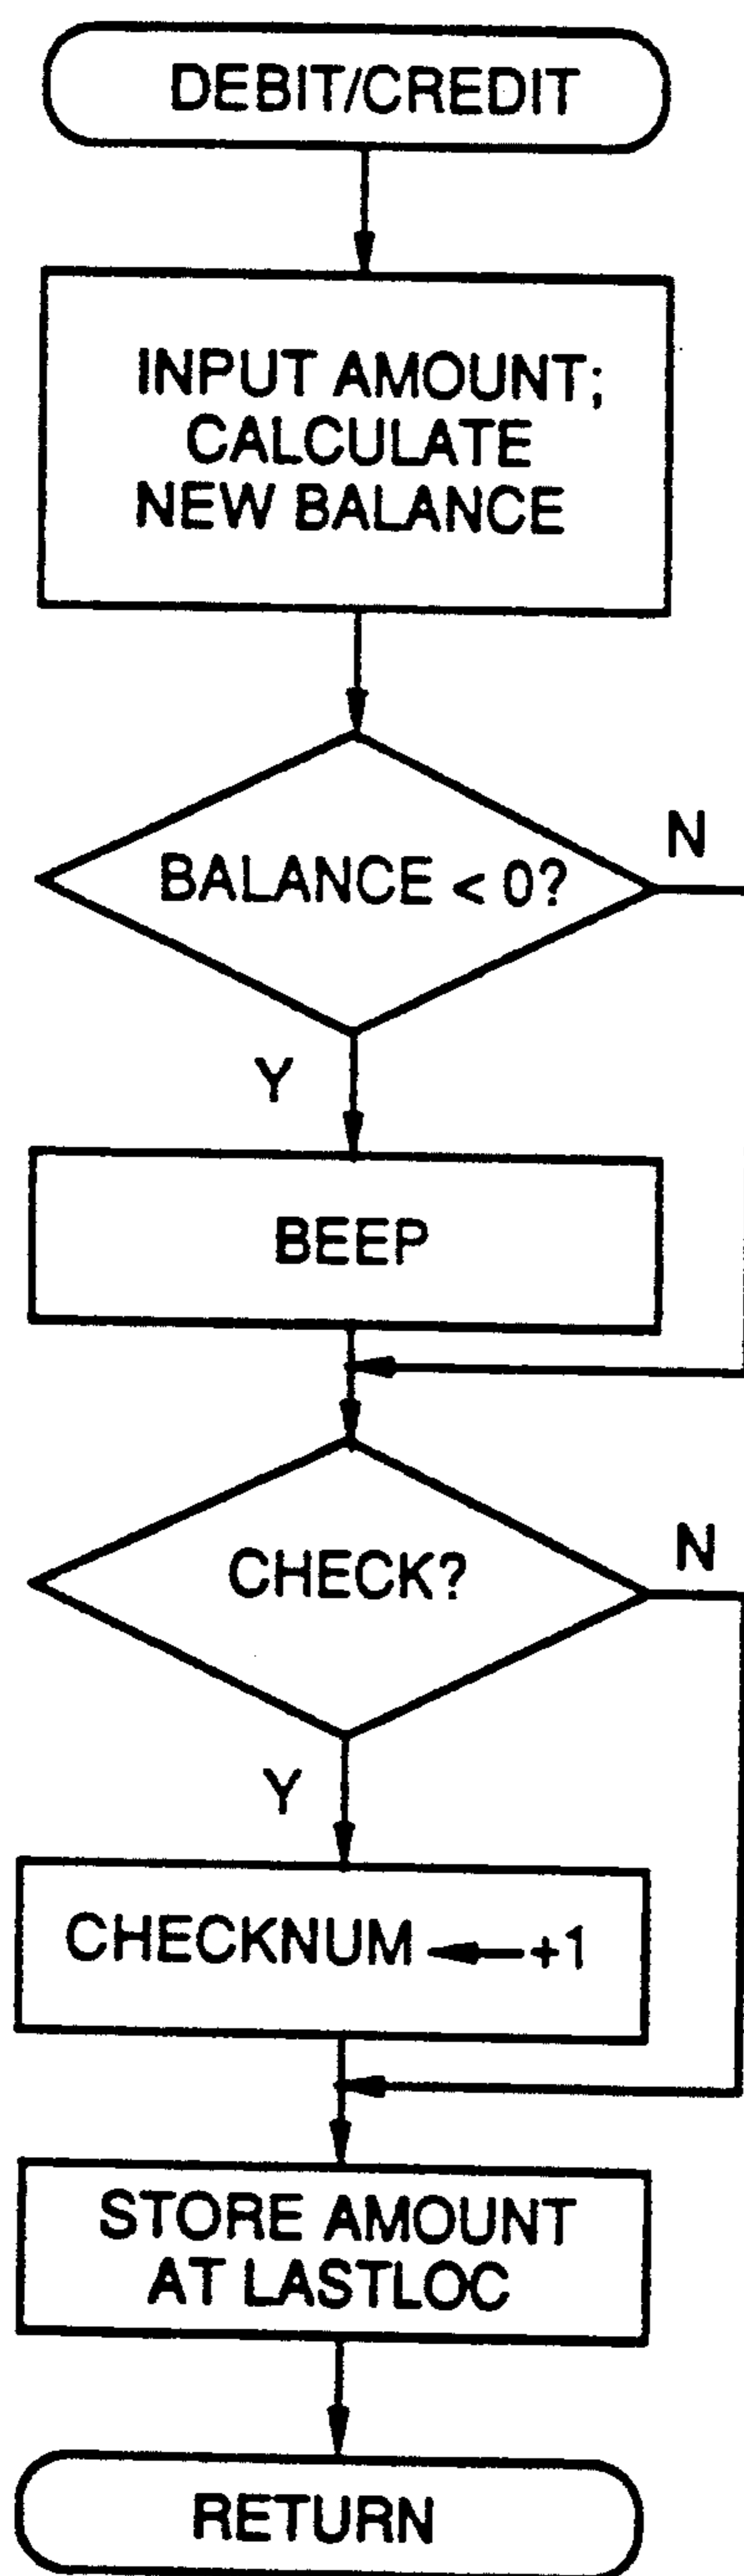 DEBIT/CREDIT
INPUT AMOUNT;
CALCULATE
NEW BALANCE
BALANCE < 0?
N
Y
BEEP
CHECK?
N
Y
CHECKNUM ←+1
STORE AMOUNT
AT LASTLOC
RETURN